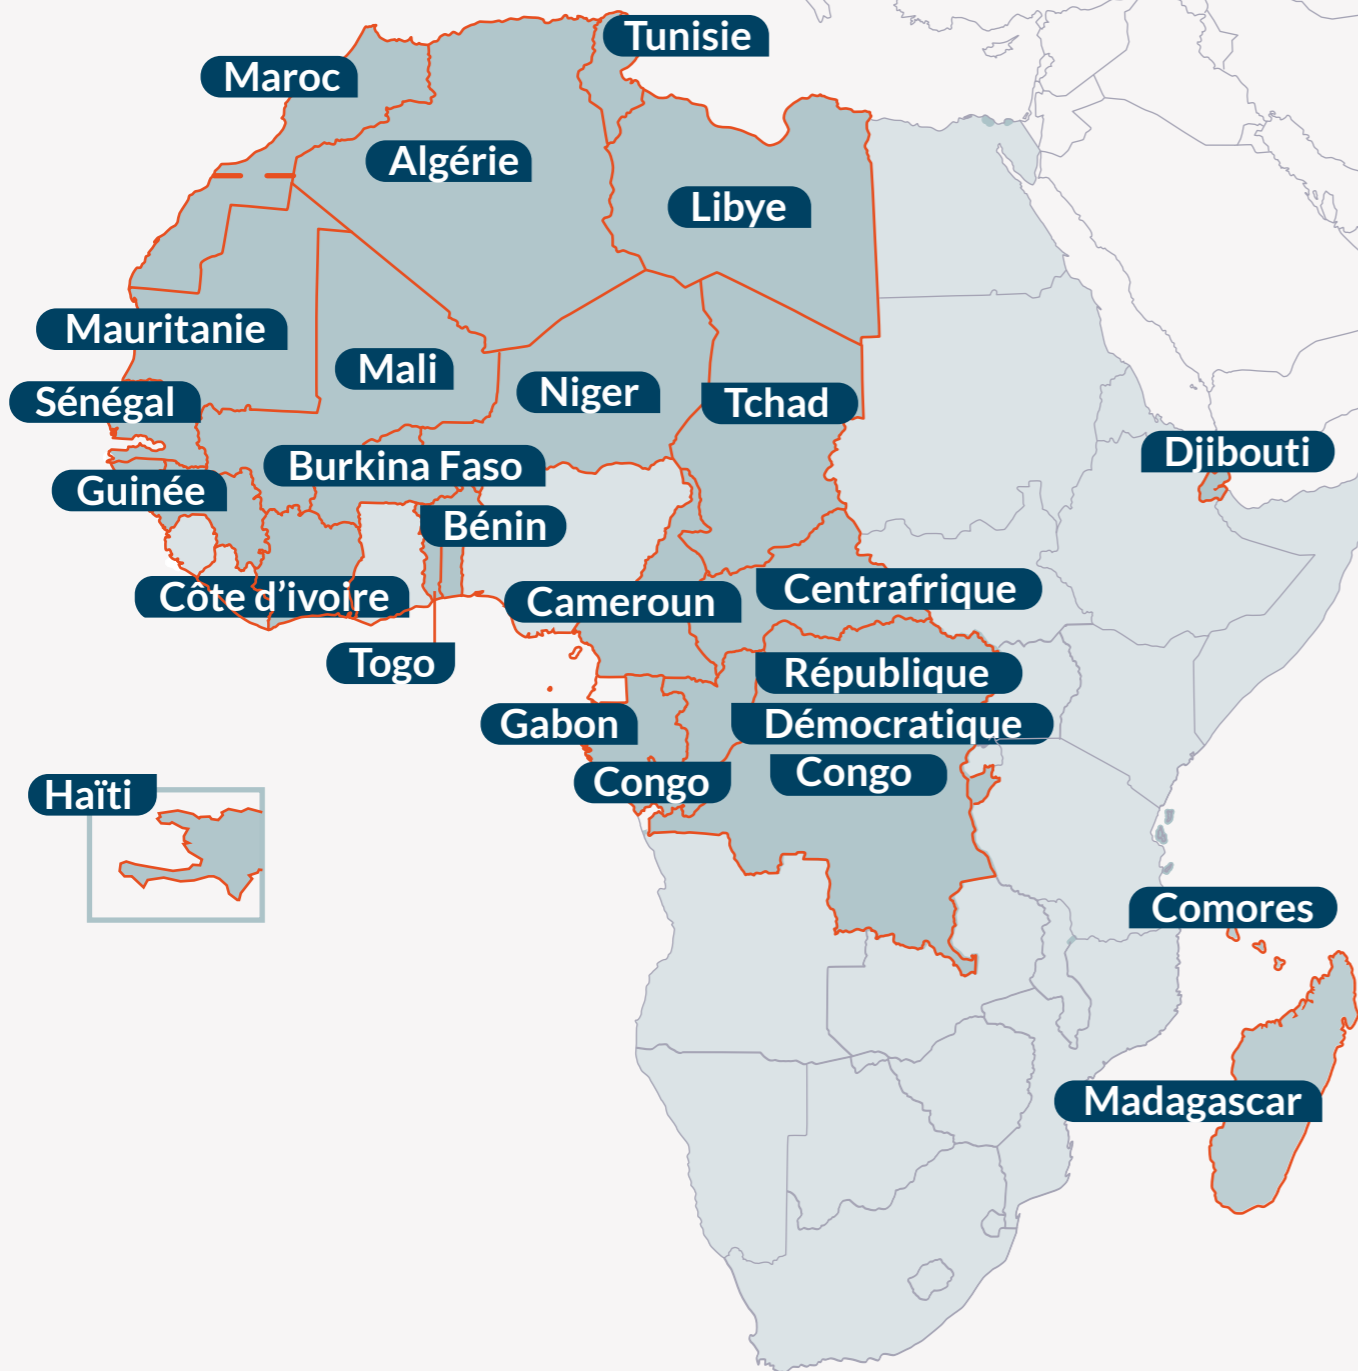 Tunisie
Maroc
Algérie
Libye
Mauritanie
Mali
Niger
Tchad
Sénégal
Djibouti
Burkina Faso
Guinée
Bénin
Centrafrique
Côte d’ivoire
Cameroun
Togo
République
Démocratique
Congo
Gabon
Congo
Haïti
Comores
Madagascar